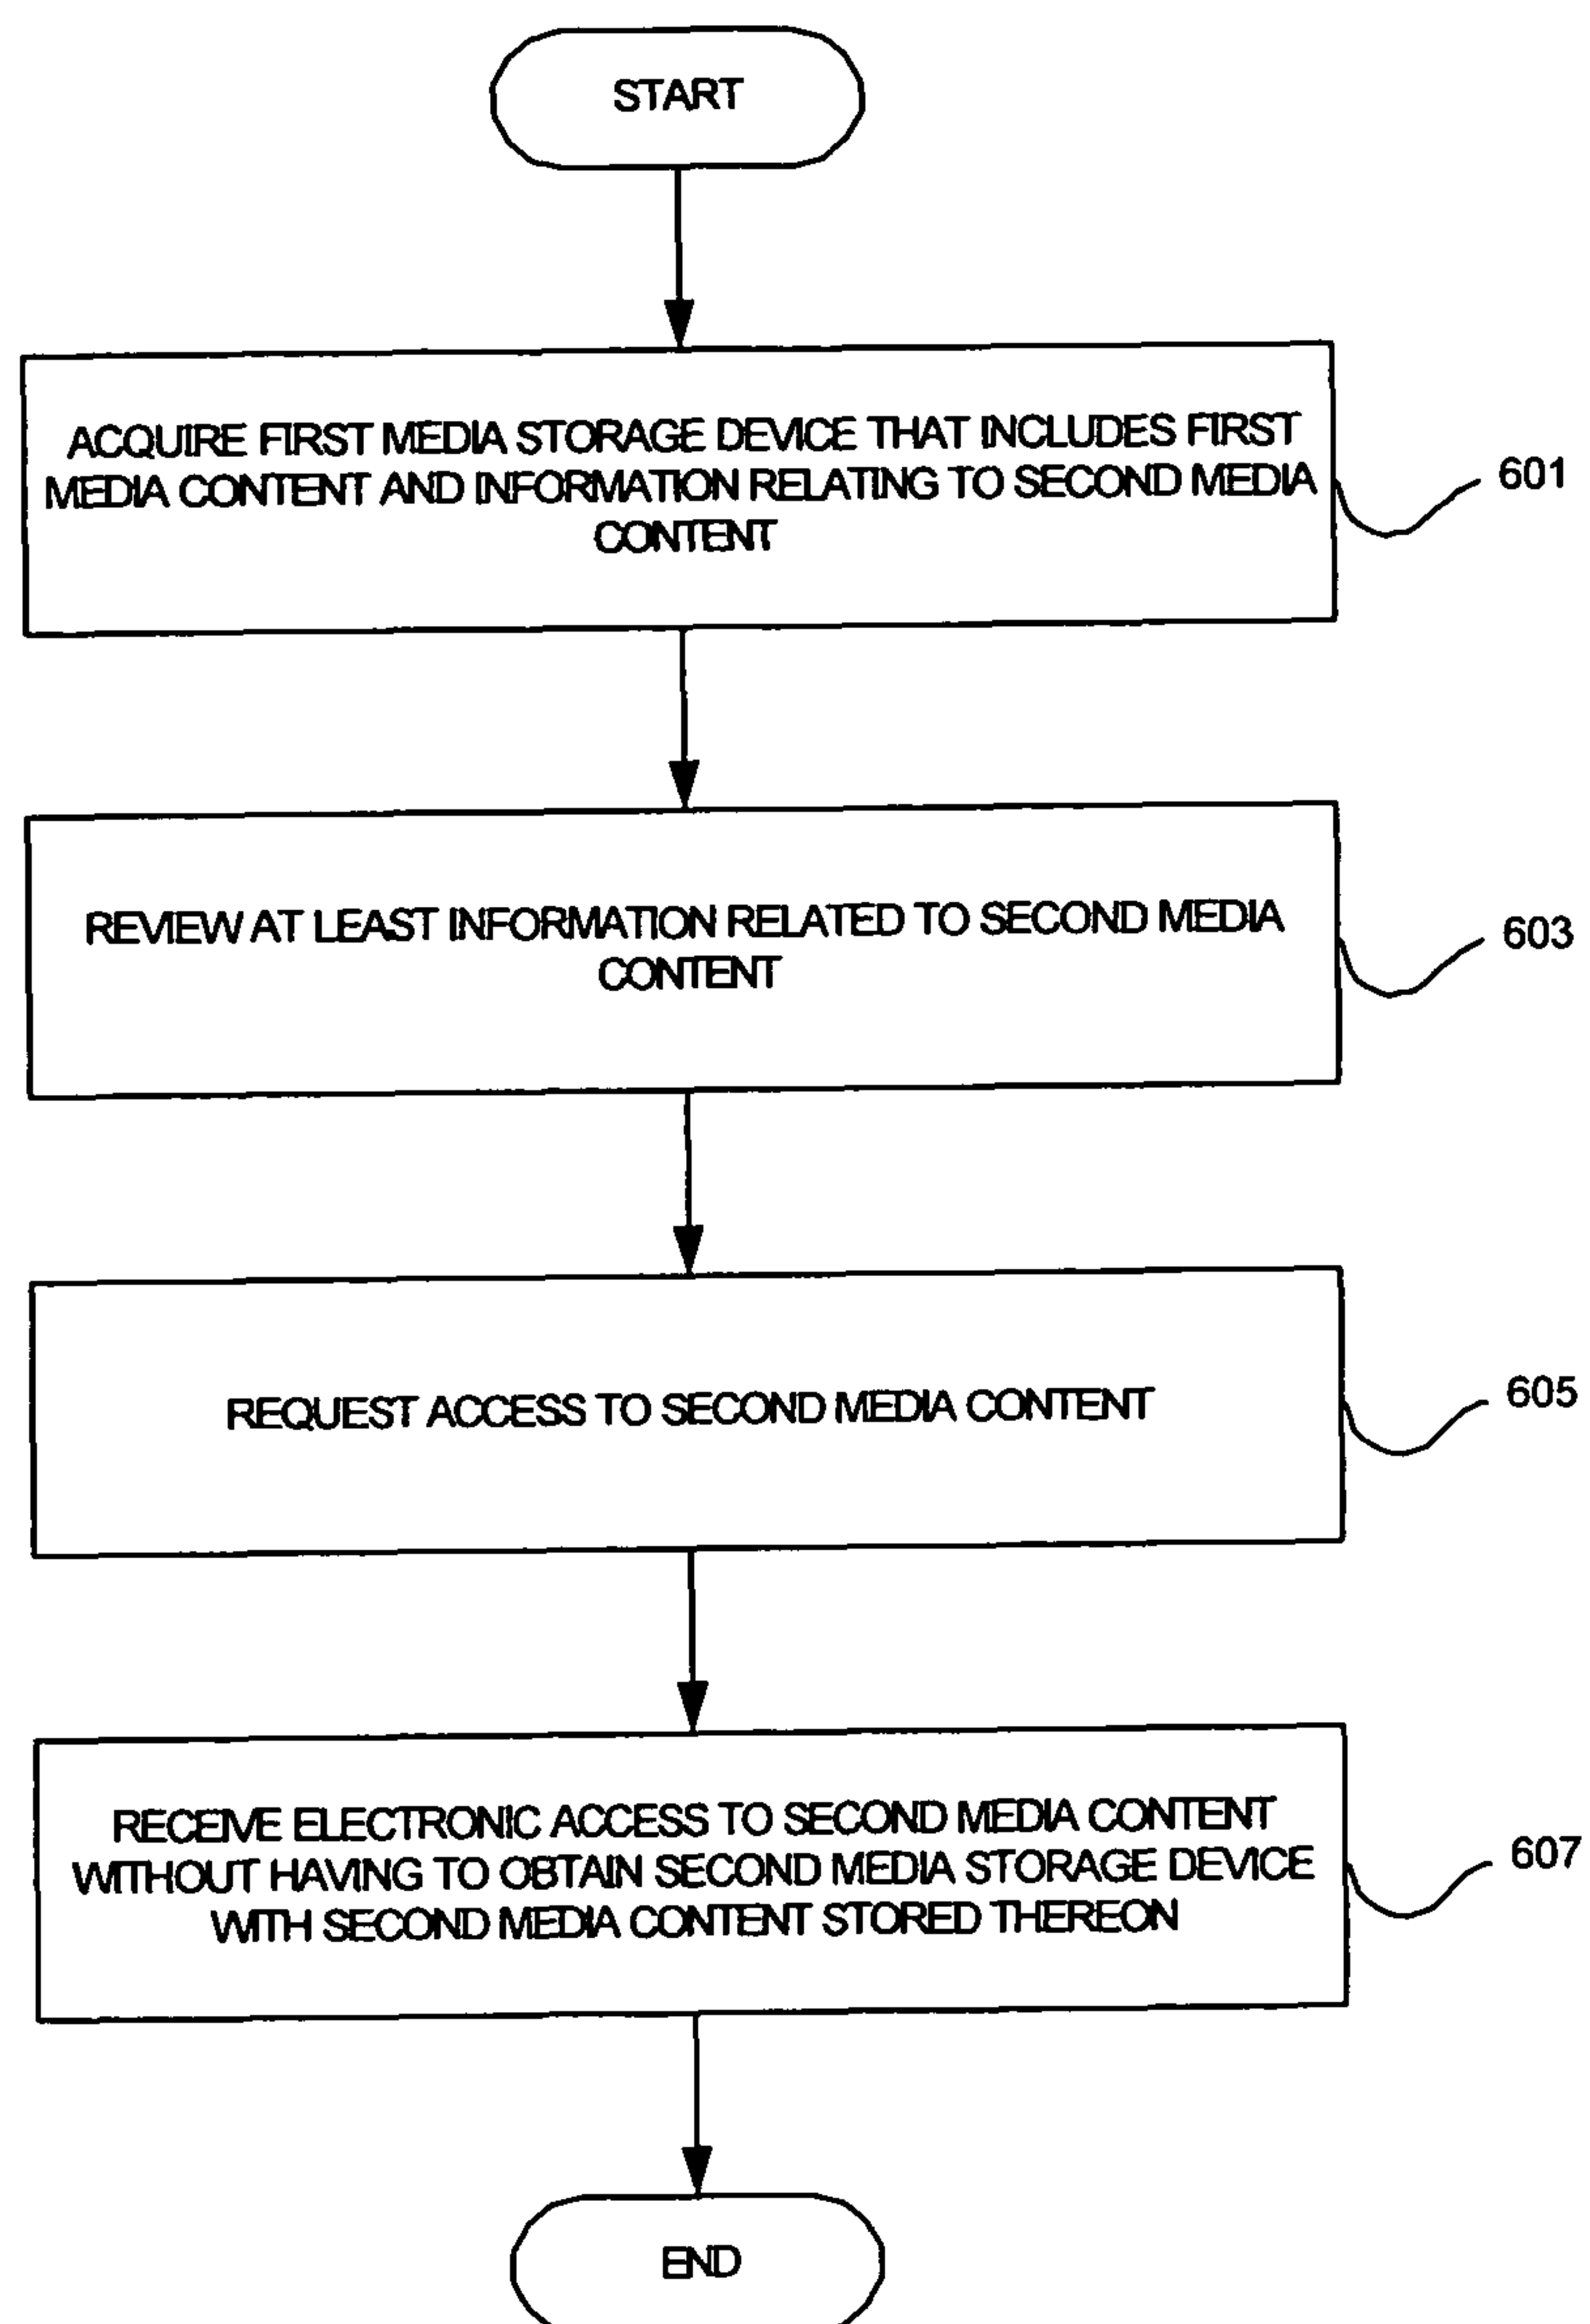 START
ACQUIRE FIRST MEDIA STORAGE DEVICE THAT INCLUDES FIRST
MEDIA CONTENT AND INFORMATION RELATING TO SECOND MEDIA
CONTENT
601
REVIEW AT LEAST INFORMATION RELATED TO SECOND MEDIA
CONTENT
603
REQUEST ACCESS TO SECOND MEDIA CONTENT
605
RECEIVE ELECTRONIC ACCESS TO SECOND MEDIA CONTENT
WITHOUT HAVING TO OBTAIN SECOND MEDIA STORAGE DEVICE
WITH SECOND MEDIA CONTENT STORED THEREON
607
END